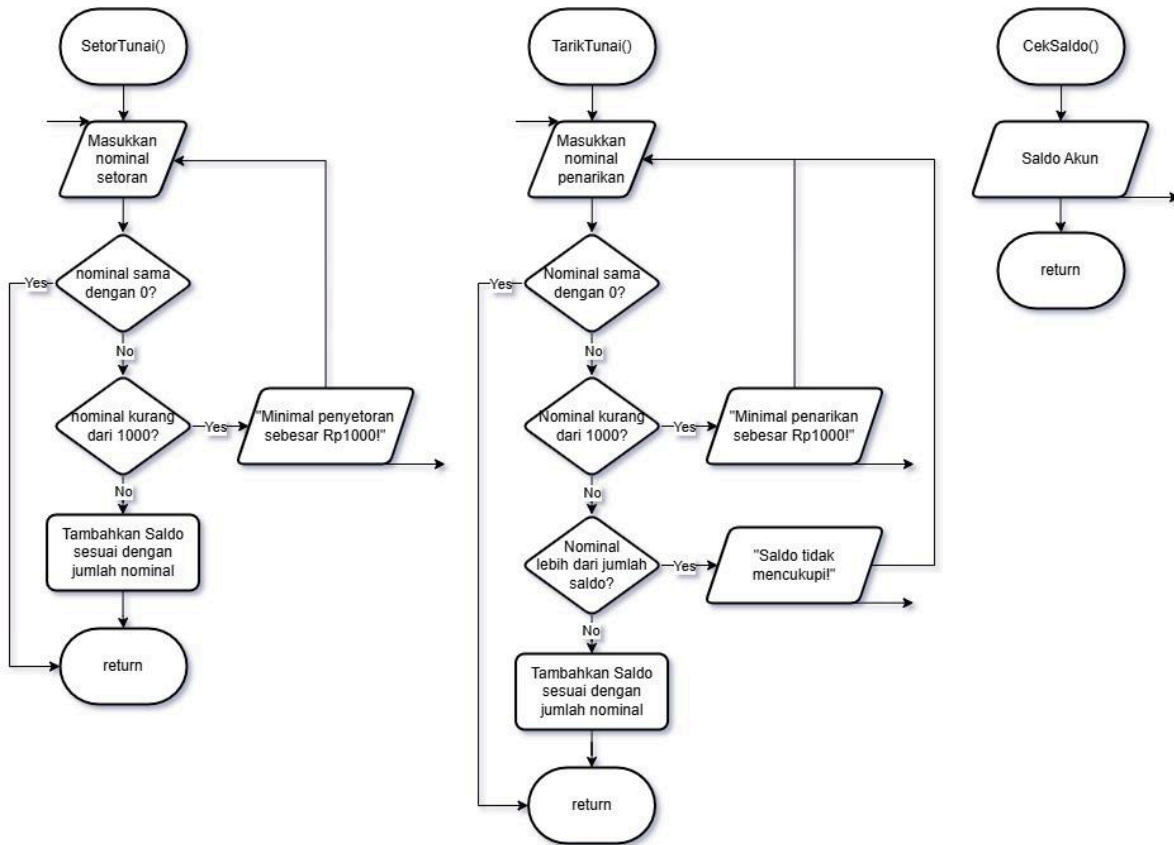 SetorTunai()
Masukkan
nominal
setoran
nominal sama
dengan 0?
Yes
No
nominal kurang
dari 1000?
Yes
"Minimal penyetoran
sebesar Rp1000!"
No
Tambahkan Saldo
sesuai dengan
jumlah nominal
return
TarikTunai()
Masukkan
nominal
penarikan
Nominal sama
dengan 0?
Yes
No
Nominal kurang
dari 1000?
Yes
"Minimal penarikan
sebesar Rp1000!"
No
Nominal
lebih dari jumlah
saldo?
Yes
"Saldo tidak
mencukupi!"
No
Tambahkan Saldo
sesuai dengan
jumlah nominal
return
CekSaldo()
Saldo Akun
return